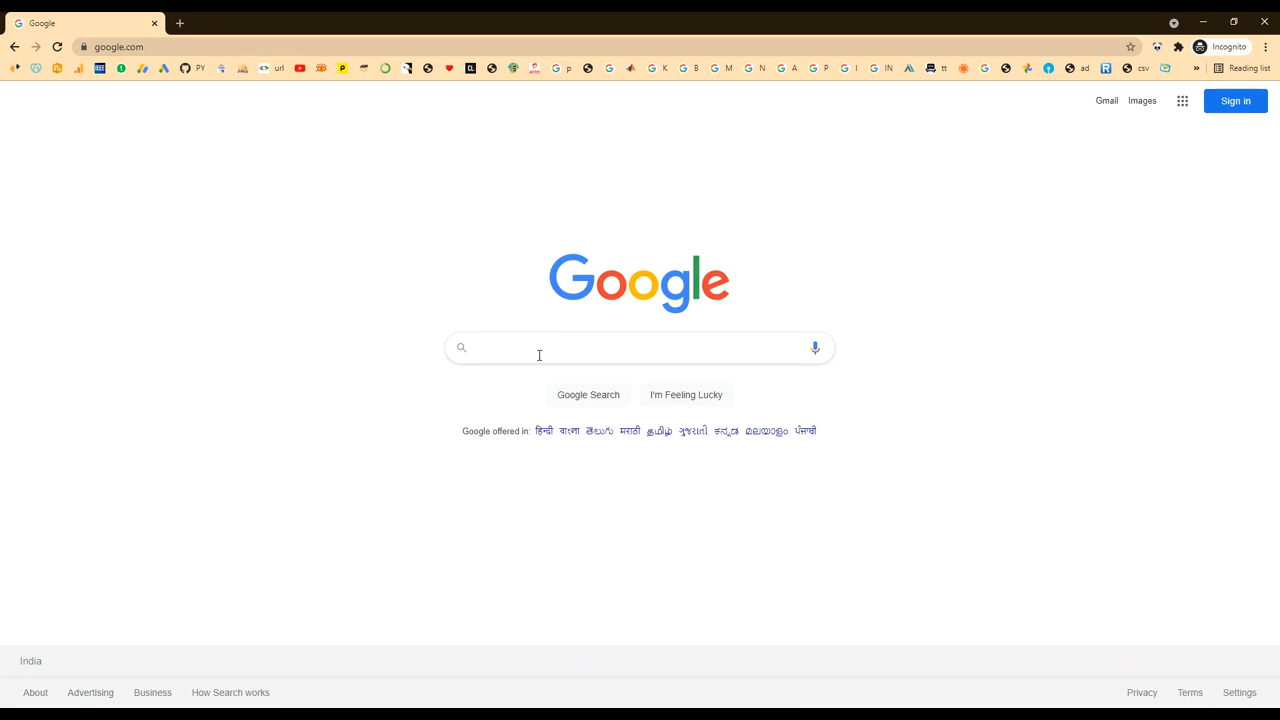 Google
google.com
Incognito
PY url p K B M N A P I IN tt ad csv Reading list
Gmail Images Sign in
Google
Google Search I'm Feeling Lucky
Google offered in: हिन्दी বাংলা తెలుగు मराठी தமிழ் ગુજરાતી ಕನ್ನಡ മലയാളം ਪੰਜਾਬੀ
India
About Advertising Business How Search works Privacy Terms Settings